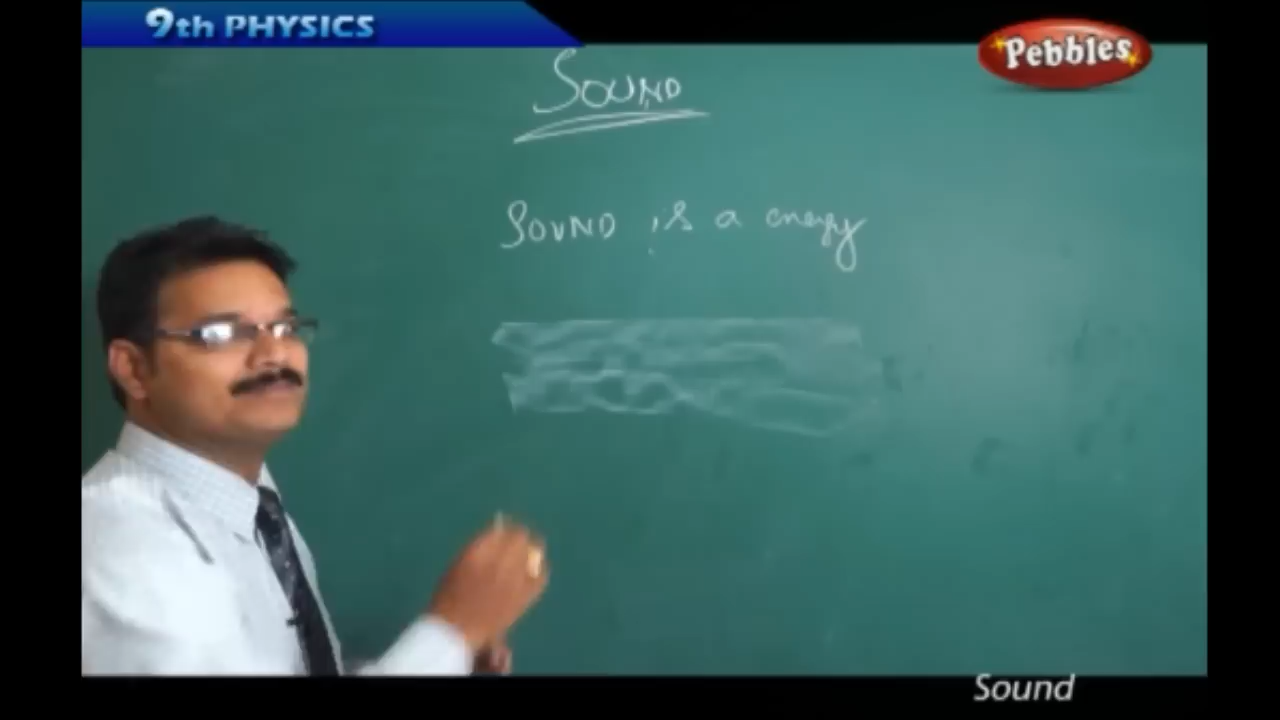 9th PHYSICS
Pebbles
SOUND
SOUND is a energy
Sound